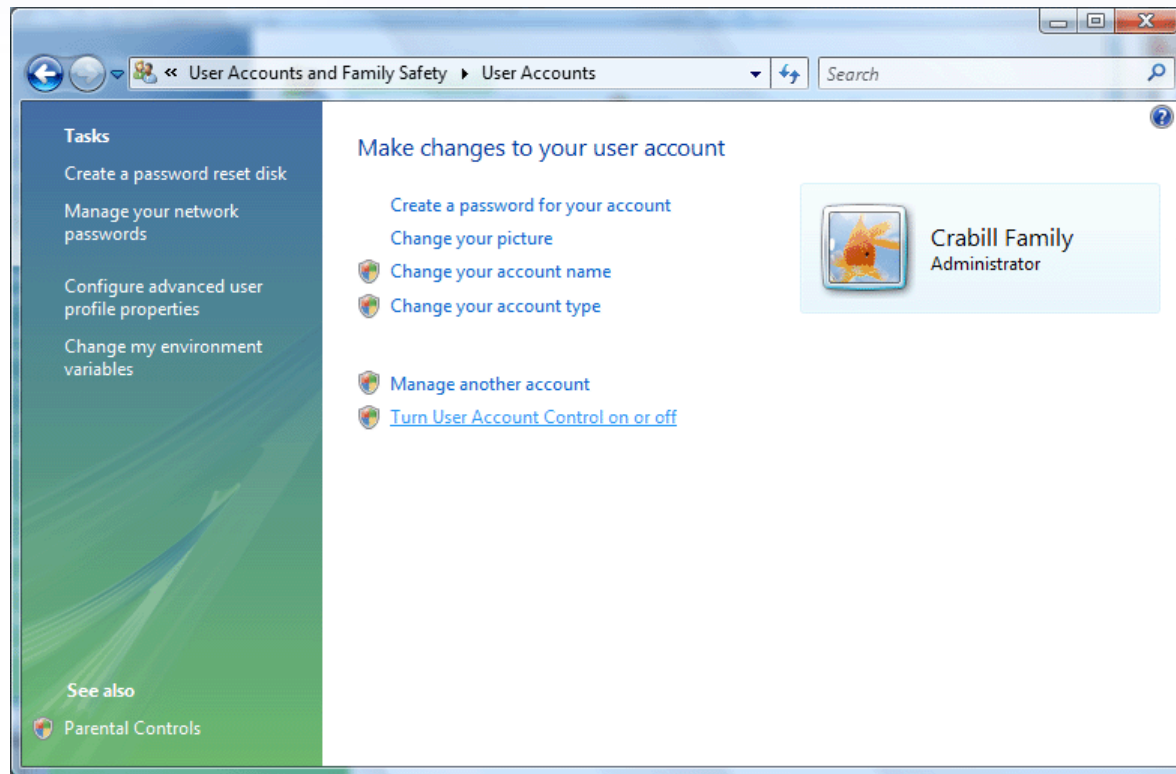 « User Accounts and Family Safety ▸ User Accounts
Search
Tasks
Create a password reset disk
Manage your network
passwords
Configure advanced user
profile properties
Change my environment
variables
See also
Parental Controls
Make changes to your user account
Create a password for your account
Change your picture
Change your account name
Change your account type
Manage another account
Turn User Account Control on or off
Crabill Family
Administrator